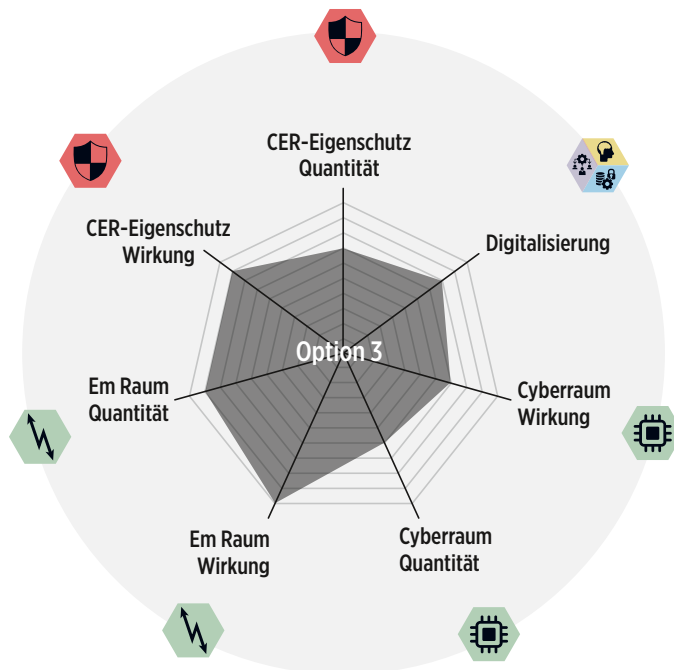 CER-Eigenschutz
Quantität
CER-Eigenschutz
Wirkung
Digitalisierung
Option 3
Em Raum
Quantität
Cyberraum
Wirkung
Em Raum
Wirkung
Cyberraum
Quantität